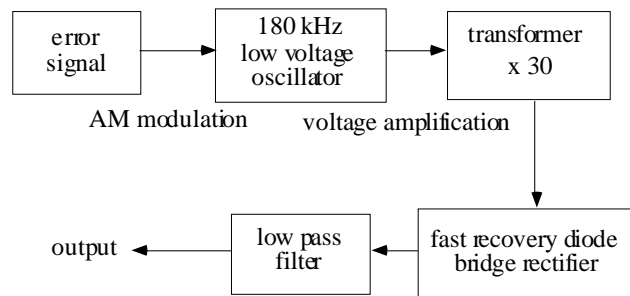 error
signal
180 kHz
low voltage
oscillator
transformer
x 30
AM modulation
voltage amplification
output
low pass
filter
fast recovery diode
bridge rectifier